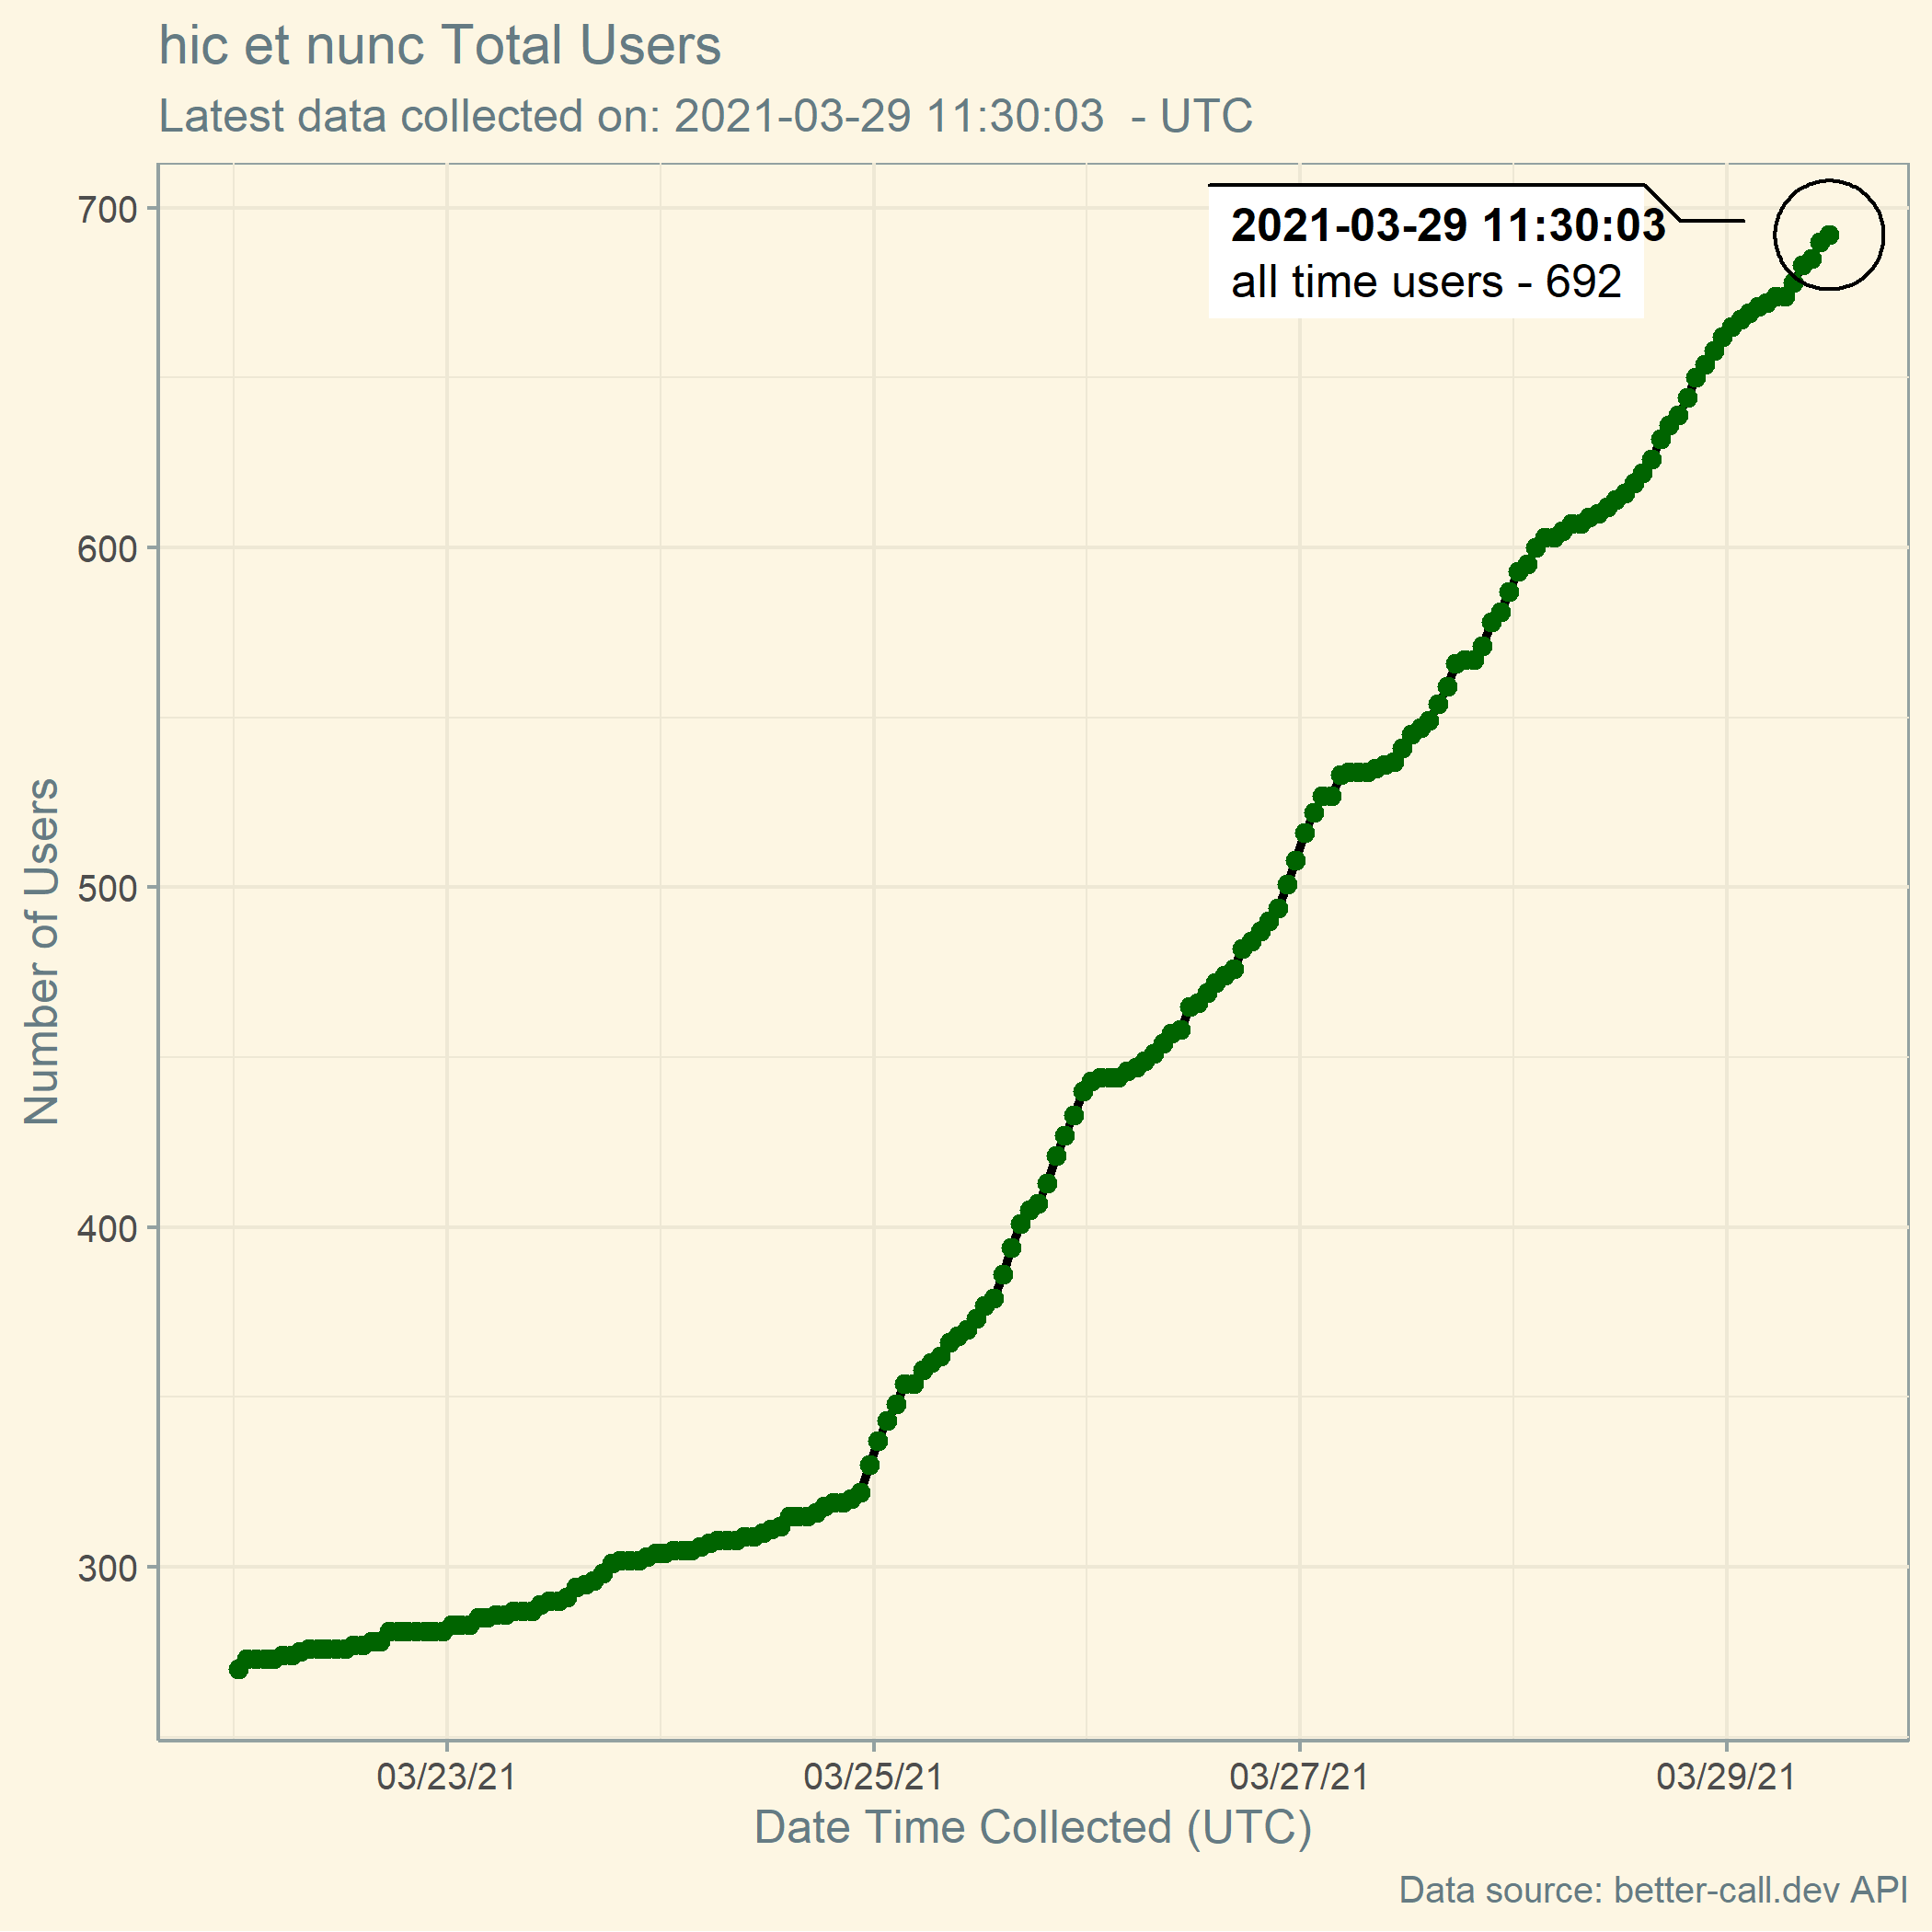 hic et nunc Total Users
Latest data collected on: 2021-03-29 11:30:03  - UTC
700
2021-03-29 11:30:03
all time users - 692
600
500
400
300
Number of Users
03/23/21
03/25/21
03/27/21
03/29/21
Date Time Collected (UTC)
Data source: better-call.dev API